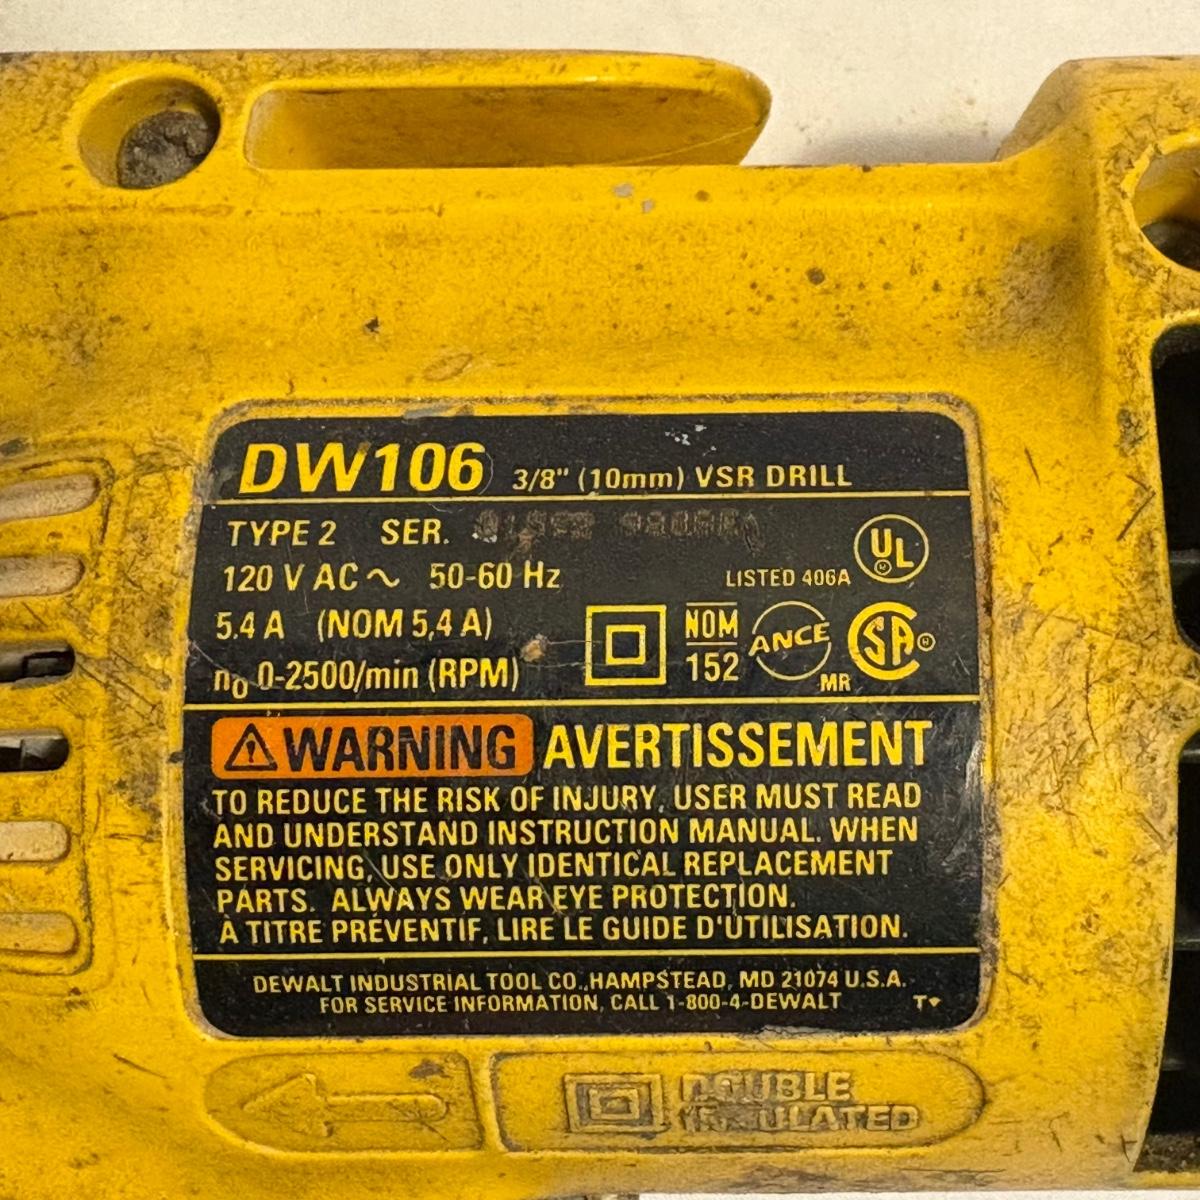 DW106 3/8" (10mm) VSR DRILL
TYPE 2 SER.
120 V AC ~ 50-60 Hz
LISTED 406A UL
5.4 A (NOM 5,4 A)
n0 0-2500/min (RPM)
NOM 152 ANCE MR SA
WARNING AVERTISSEMENT
TO REDUCE THE RISK OF INJURY, USER MUST READ
AND UNDERSTAND INSTRUCTION MANUAL. WHEN
SERVICING, USE ONLY IDENTICAL REPLACEMENT
PARTS. ALWAYS WEAR EYE PROTECTION.
À TITRE PRÉVENTIF, LIRE LE GUIDE D'UTILISATION.
DEWALT INDUSTRIAL TOOL CO., HAMPSTEAD, MD 21074 U.S.A.
FOR SERVICE INFORMATION, CALL 1-800-4-DEWALT T
DOUBLE
INSULATED